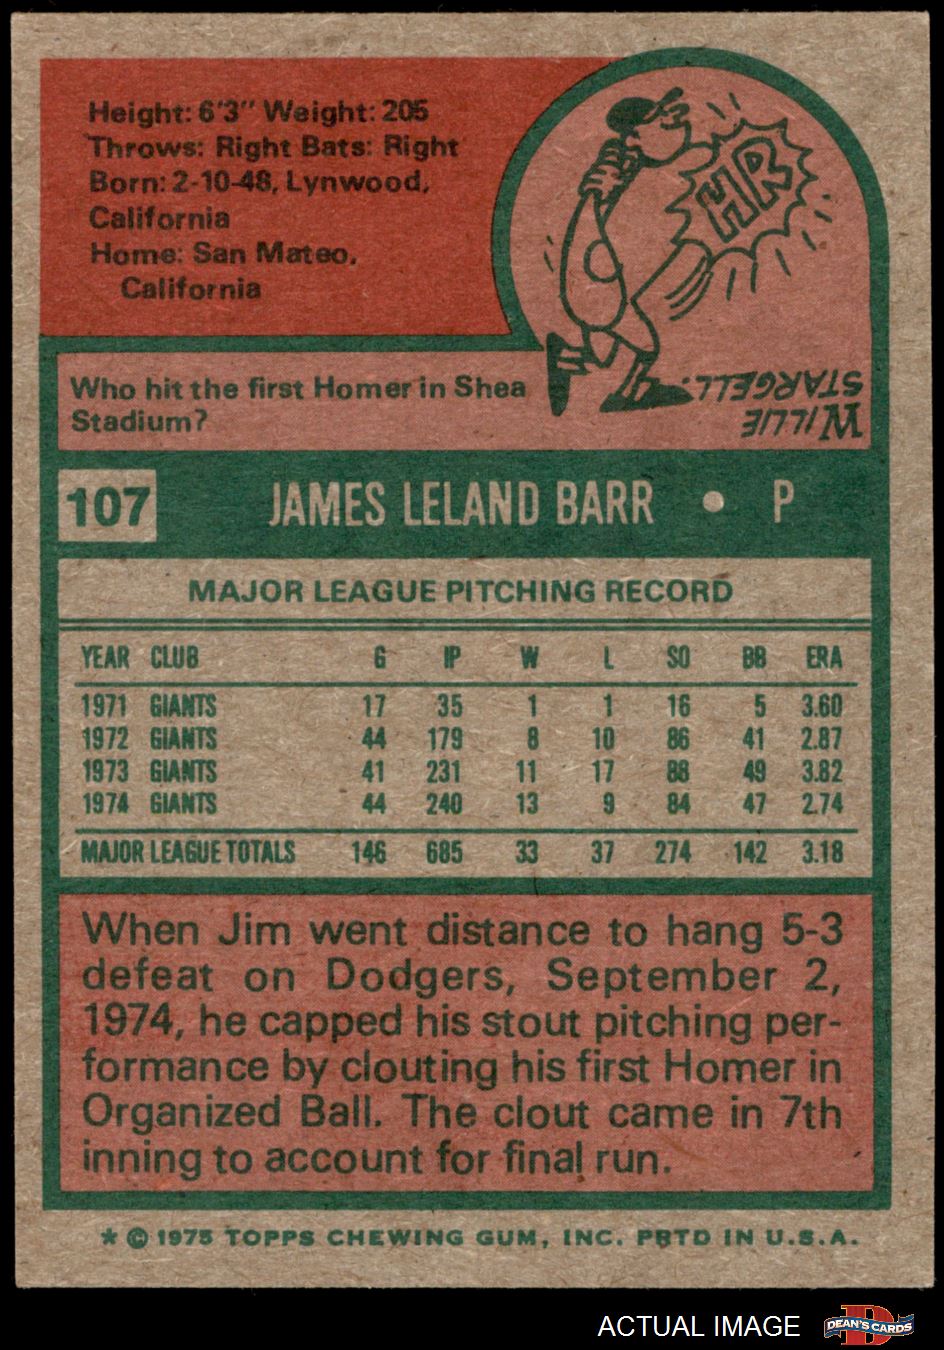 Height: 6'3" Weight: 205
Throws: Right Bats: Right
Born: 2-10-48, Lynwood,
California
Home: San Mateo,
California
HR
Who hit the first Homer in Shea
Stadium?
WILLIE
STARGELL.
107 JAMES LELAND BARR • P
MAJOR LEAGUE PITCHING RECORD
YEAR CLUB G IP W L SO BB ERA
1971 GIANTS 17 35 1 1 16 5 3.60
1972 GIANTS 44 179 8 10 86 41 2.87
1973 GIANTS 41 231 11 17 88 49 3.82
1974 GIANTS 44 240 13 9 84 47 2.74
MAJOR LEAGUE TOTALS 146 685 33 37 274 142 3.18
When Jim went distance to hang 5-3
defeat on Dodgers, September 2,
1974, he capped his stout pitching per-
formance by clouting his first Homer in
Organized Ball. The clout came in 7th
inning to account for final run.
* © 1975 TOPPS CHEWING GUM, INC. PRTD IN U.S.A.
ACTUAL IMAGE D DEAN'S CARDS